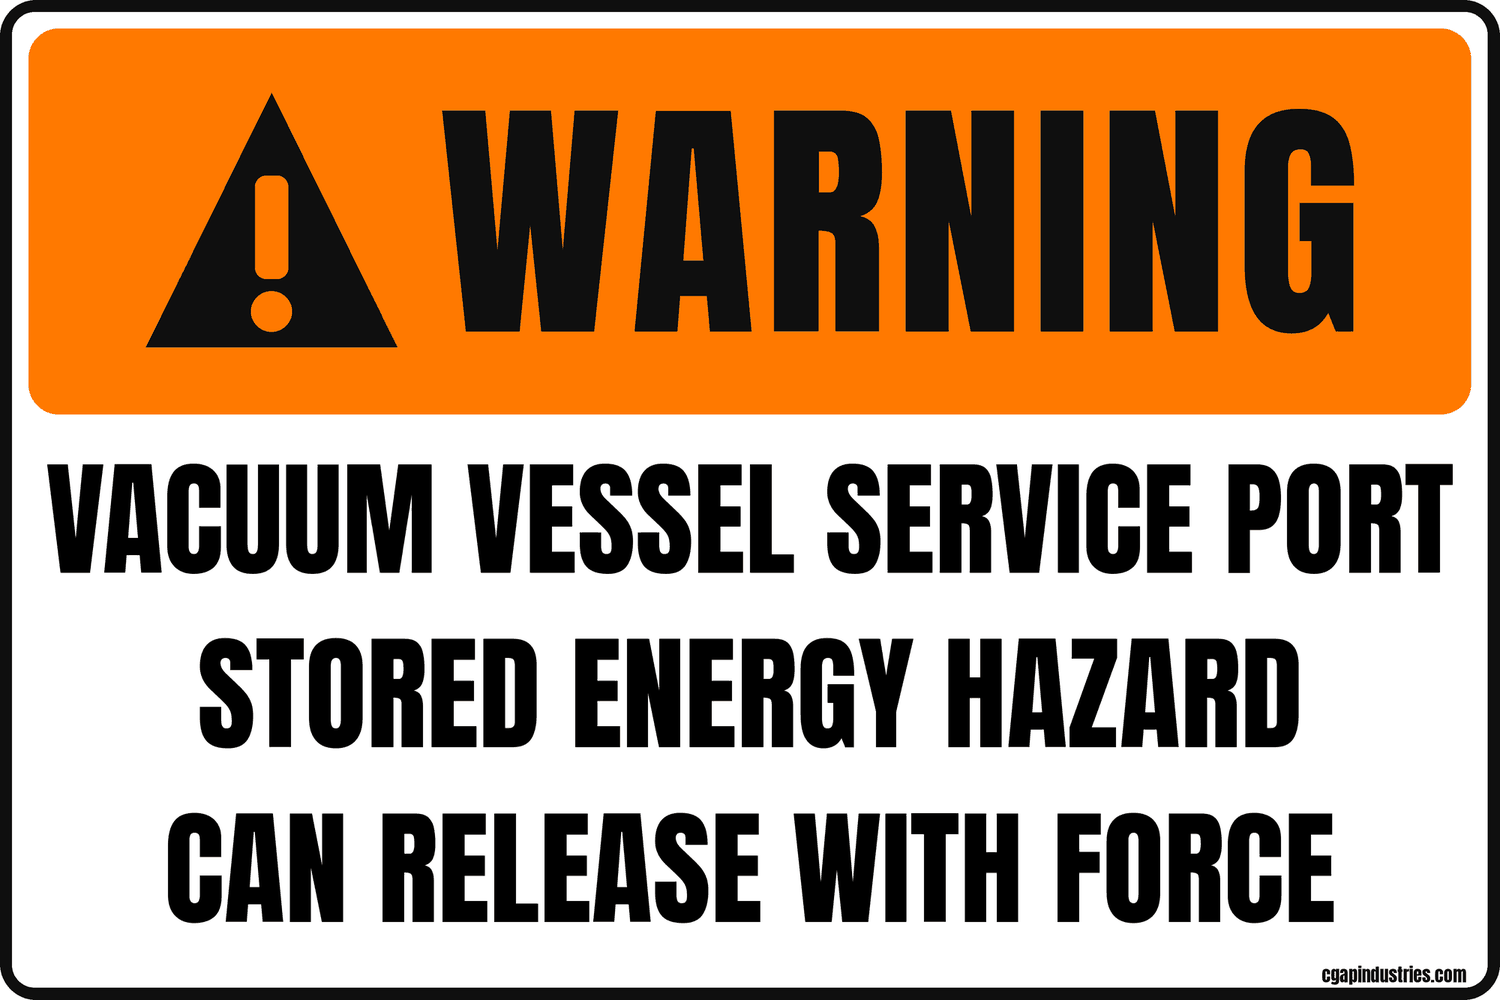 WARNING
VACUUM VESSEL SERVICE PORT
STORED ENERGY HAZARD
CAN RELEASE WITH FORCE
cgapindustries.com